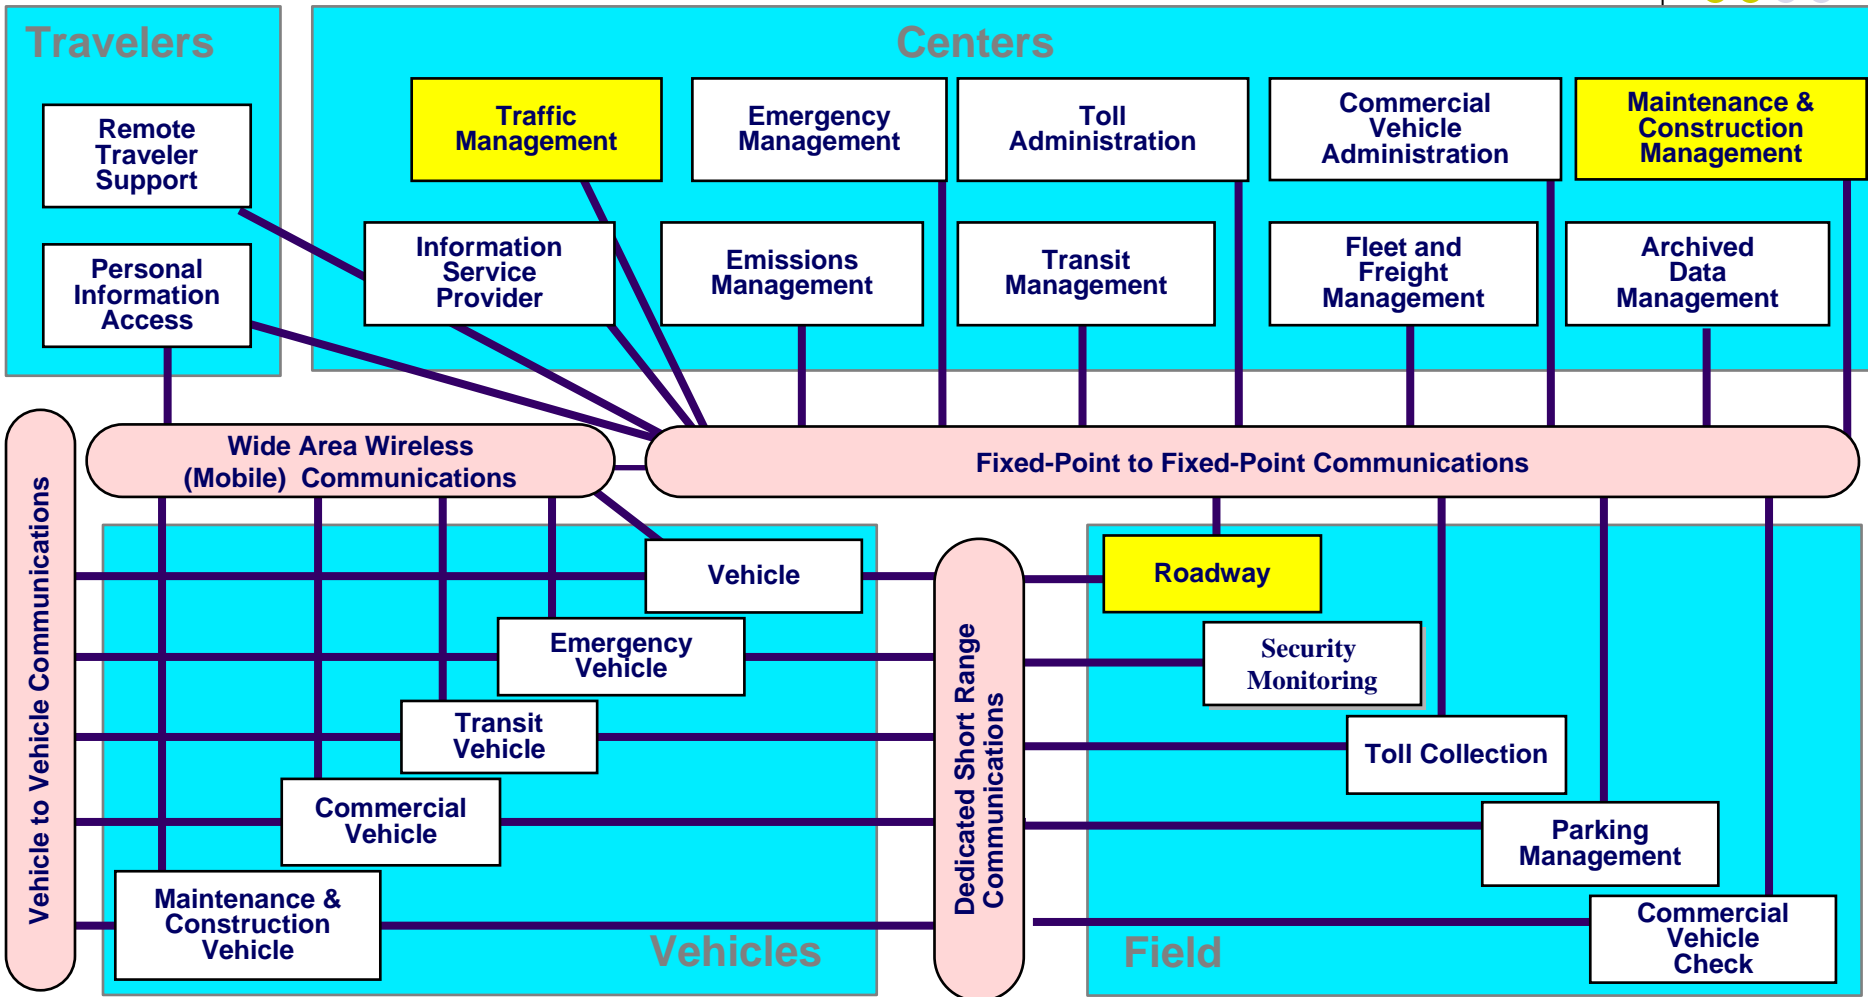 Travelers
Centers
Remote
Traveler
Support
Personal
Information
Access
Traffic
Management
Emergency
Management
Toll
Administration
Commercial
Vehicle
Administration
Maintenance &
Construction
Management
Information
Service
Provider
Emissions
Management
Transit
Management
Fleet and
Freight
Management
Archived
Data
Management
Wide Area Wireless
(Mobile) Communications
Fixed-Point to Fixed-Point Communications
Vehicle to Vehicle Communications
Vehicle
Emergency
Vehicle
Transit
Vehicle
Commercial
Vehicle
Maintenance &
Construction
Vehicle
Vehicles
Dedicated Short Range
Communications
Roadway
Security
Monitoring
Toll Collection
Parking
Management
Commercial
Vehicle
Check
Field